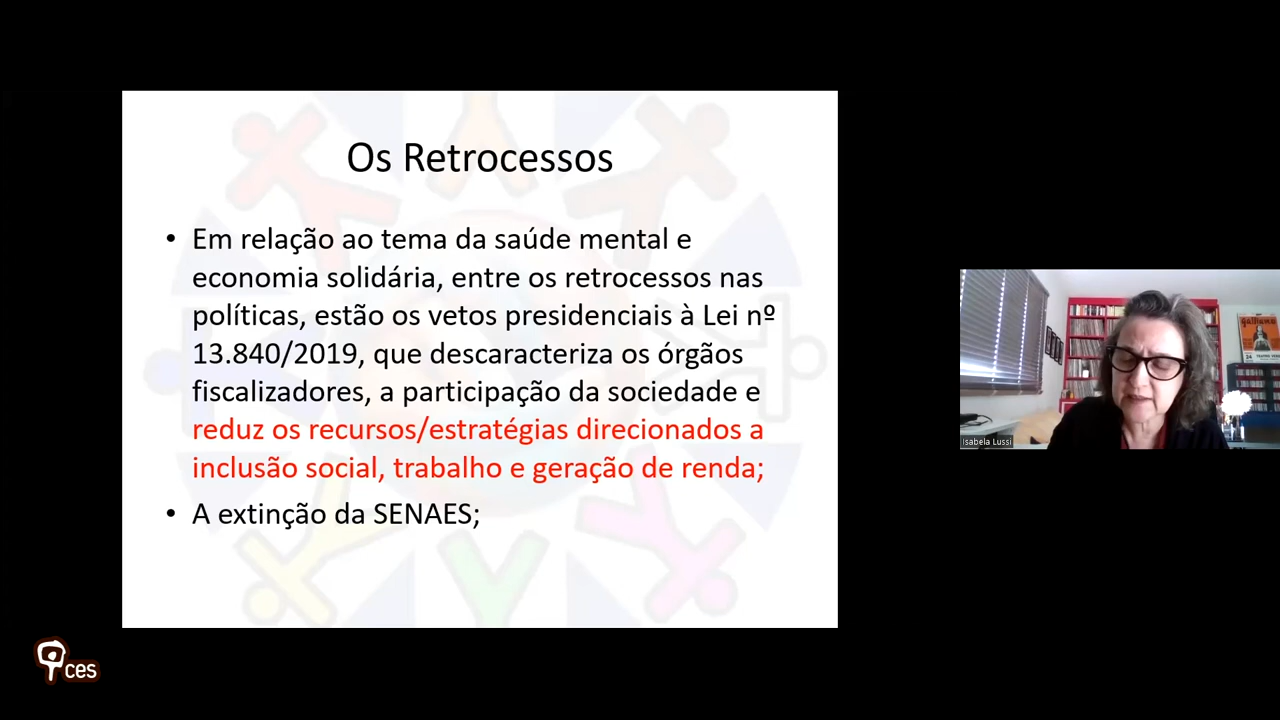 Os Retrocessos
• Em relação ao tema da saúde mental e
economia solidária, entre os retrocessos nas
políticas, estão os vetos presidenciais à Lei nº
13.840/2019, que descaracteriza os órgãos
fiscalizadores, a participação da sociedade e
reduz os recursos/estratégias direcionados a
inclusão social, trabalho e geração de renda;
• A extinção da SENAES;
Isabela Lussi
ces